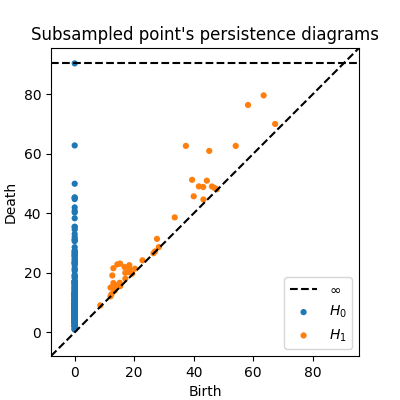 Subsampled point's persistence diagrams
Death
80
60
40
20
0
0 20 40 60 80
Birth
∞
H₀
H₁